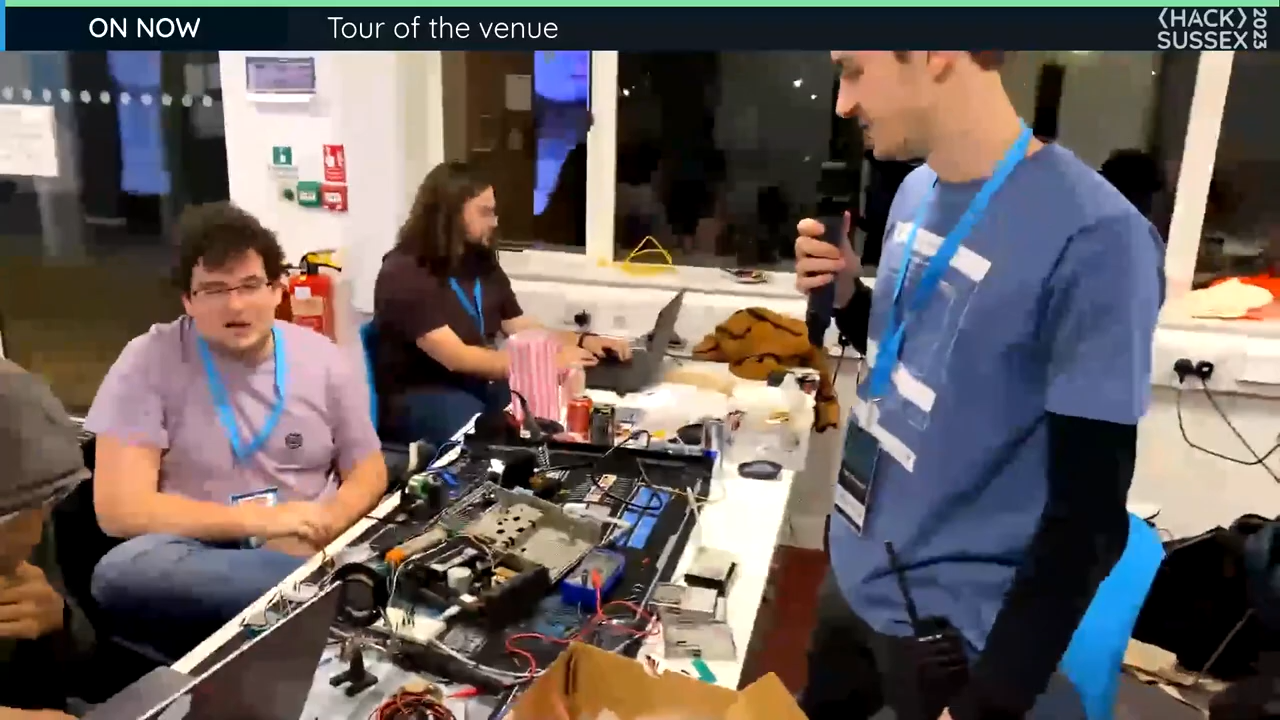 ON NOW
Tour of the venue
⟨HACK⟩
SUSSEX
2023